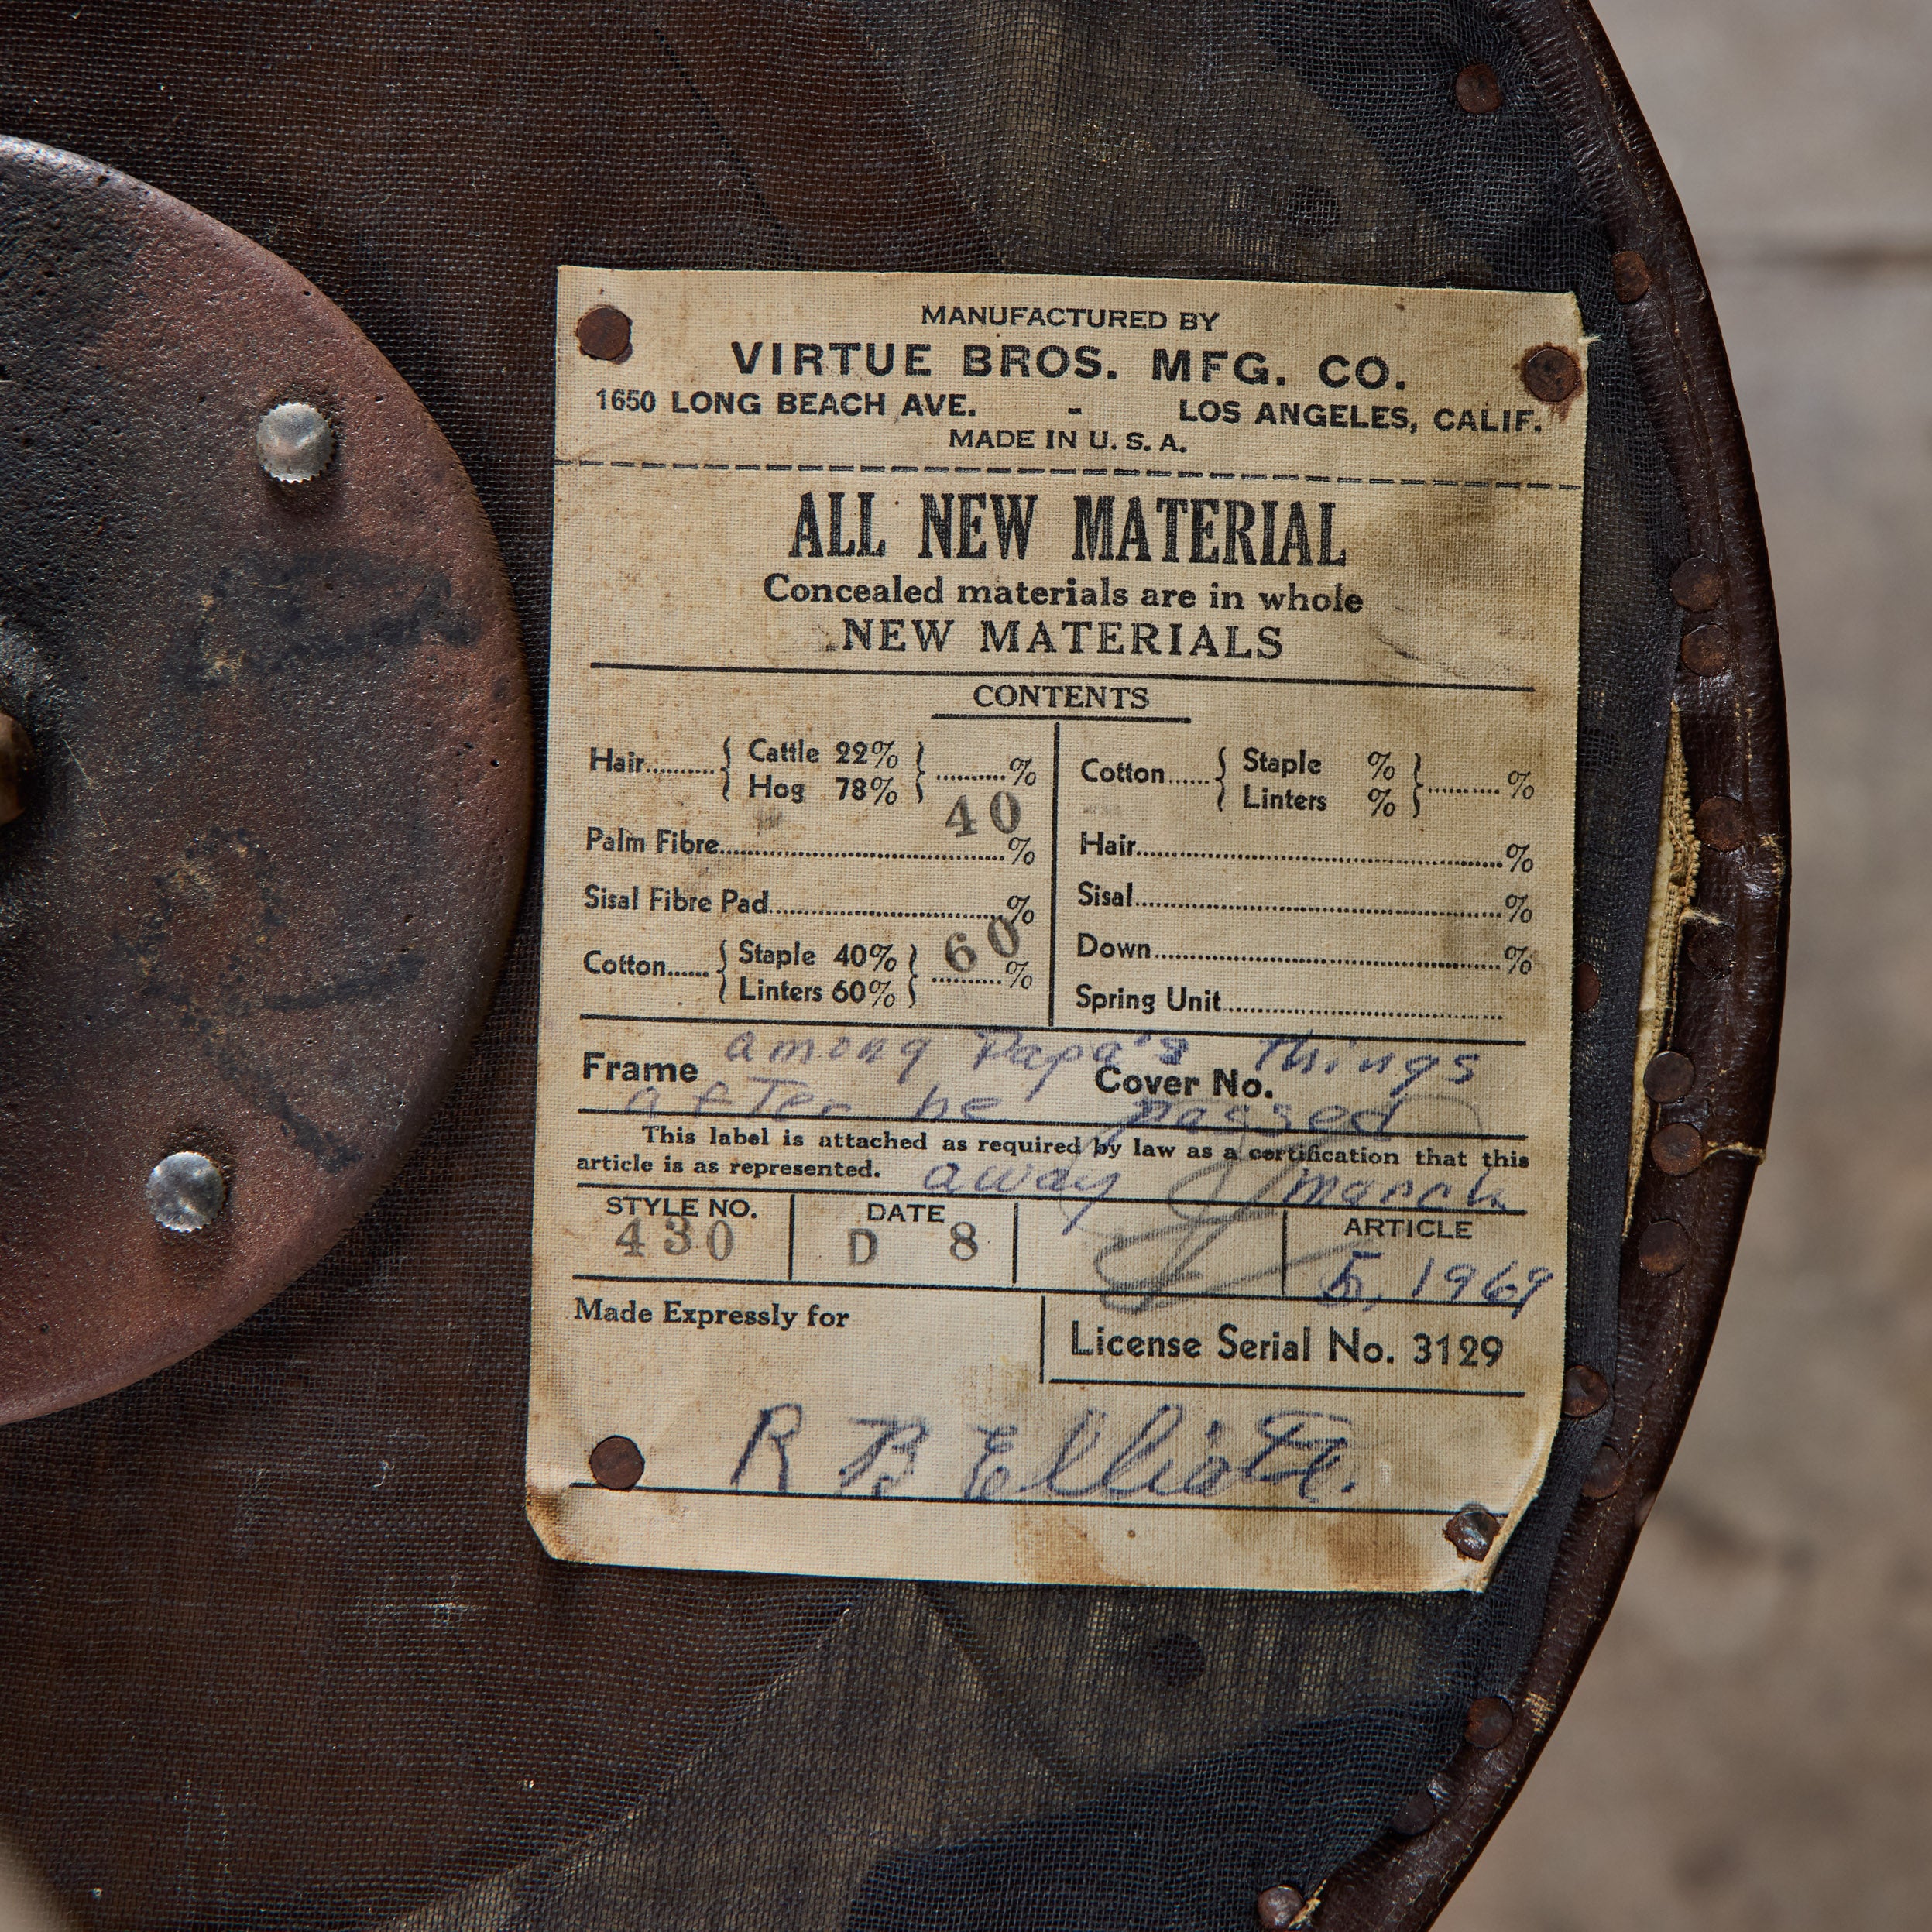 MANUFACTURED BY
VIRTUE BROS. MFG. CO.
1650 LONG BEACH AVE. - LOS ANGELES, CALIF.
MADE IN U. S. A.
ALL NEW MATERIAL
Concealed materials are in whole
NEW MATERIALS
CONTENTS
Hair.......... { Cattle 22% Hog 78% } ..........%
40
Palm Fibre..........%
Sisal Fibre Pad..........%
Cotton...... { Staple 40% Linters 60% } 60 ..........%
Cotton...... { Staple % Linters % } ..........%
Hair..........%
Sisal..........%
Down..........%
Spring Unit..........
among Papa's Things
Frame Cover No.
after he passed
This label is attached as required by law as a certification that this
article is as represented. away march
STYLE NO. DATE ARTICLE
430 D 8 5, 1969
Made Expressly for
License Serial No. 3129
R B Elliott.